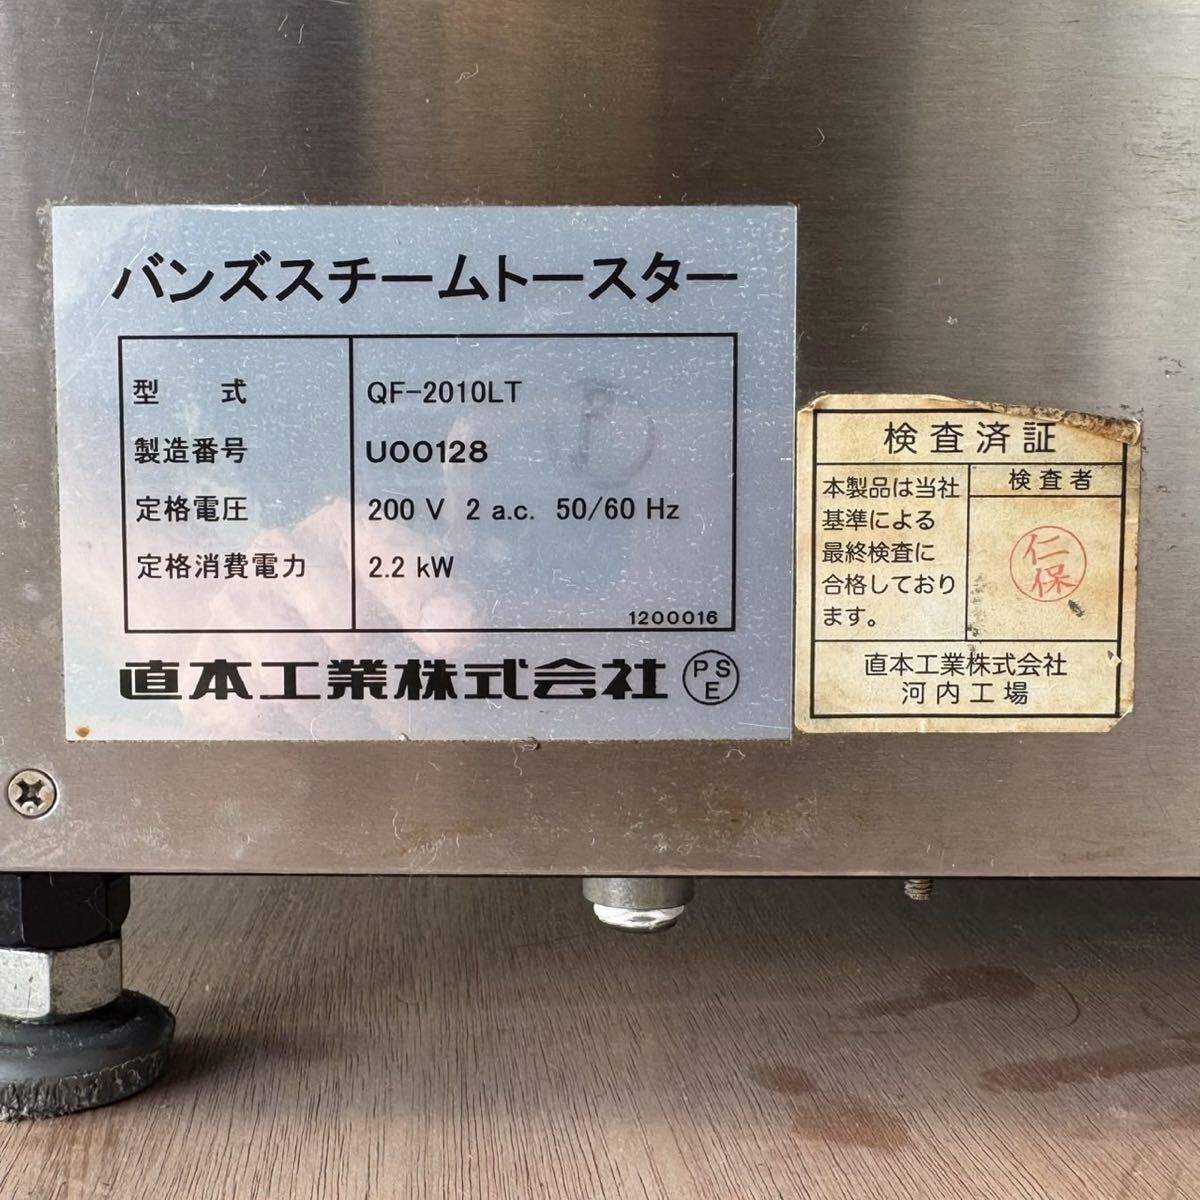 バンズスチームトースター
型 式 QF-2010LT
製造番号 U00128
定格電圧 200 V 2 a.c. 50/60 Hz
定格消費電力 2.2 kW
1200016
直本工業株式会社
PS
E
検査済証
本製品は当社
基準による
最終検査に
合格しており
ます。
検査者
仁
保
直本工業株式会社
河内工場